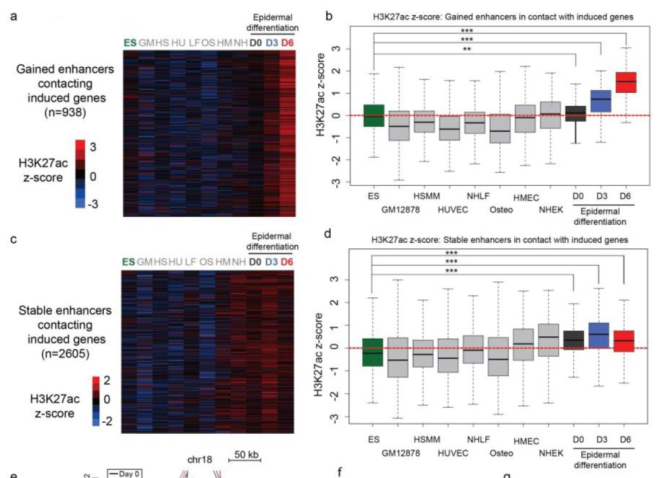 a
Epidermal
differentiation
ES GM HS HU LF OS HM NH D0 D3 D6
Gained enhancers
contacting
induced genes
(n=938)
H3K27ac
z-score
3
0
-3
b
H3K27ac z-score: Gained enhancers in contact with induced genes
***
***
**
H3K27ac z-score
3
2
1
0
-1
-2
-3
ES
GM12878
HSMM
HUVEC
NHLF
Osteo
HMEC
NHEK
D0
D3
D6
Epidermal
differentiation
c
Epidermal
differentiation
ES GM HS HU LF OS HM NH D0 D3 D6
Stable enhancers
contacting
induced genes
(n=2605)
H3K27ac
z-score
2
0
-2
d
H3K27ac z-score: Stable enhancers in contact with induced genes
***
***
***
H3K27ac z-score
3
2
1
0
-1
-2
-3
ES
GM12878
HSMM
HUVEC
NHLF
Osteo
HMEC
NHEK
D0
D3
D6
Epidermal
differentiation
e
chr18
50 kb
2
Day 0
f